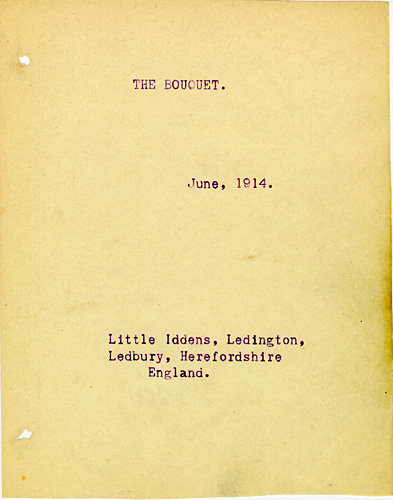 THE BOUQUET.
June, 1914.
Little Iddens, Ledington,
Ledbury, Herefordshire
England.